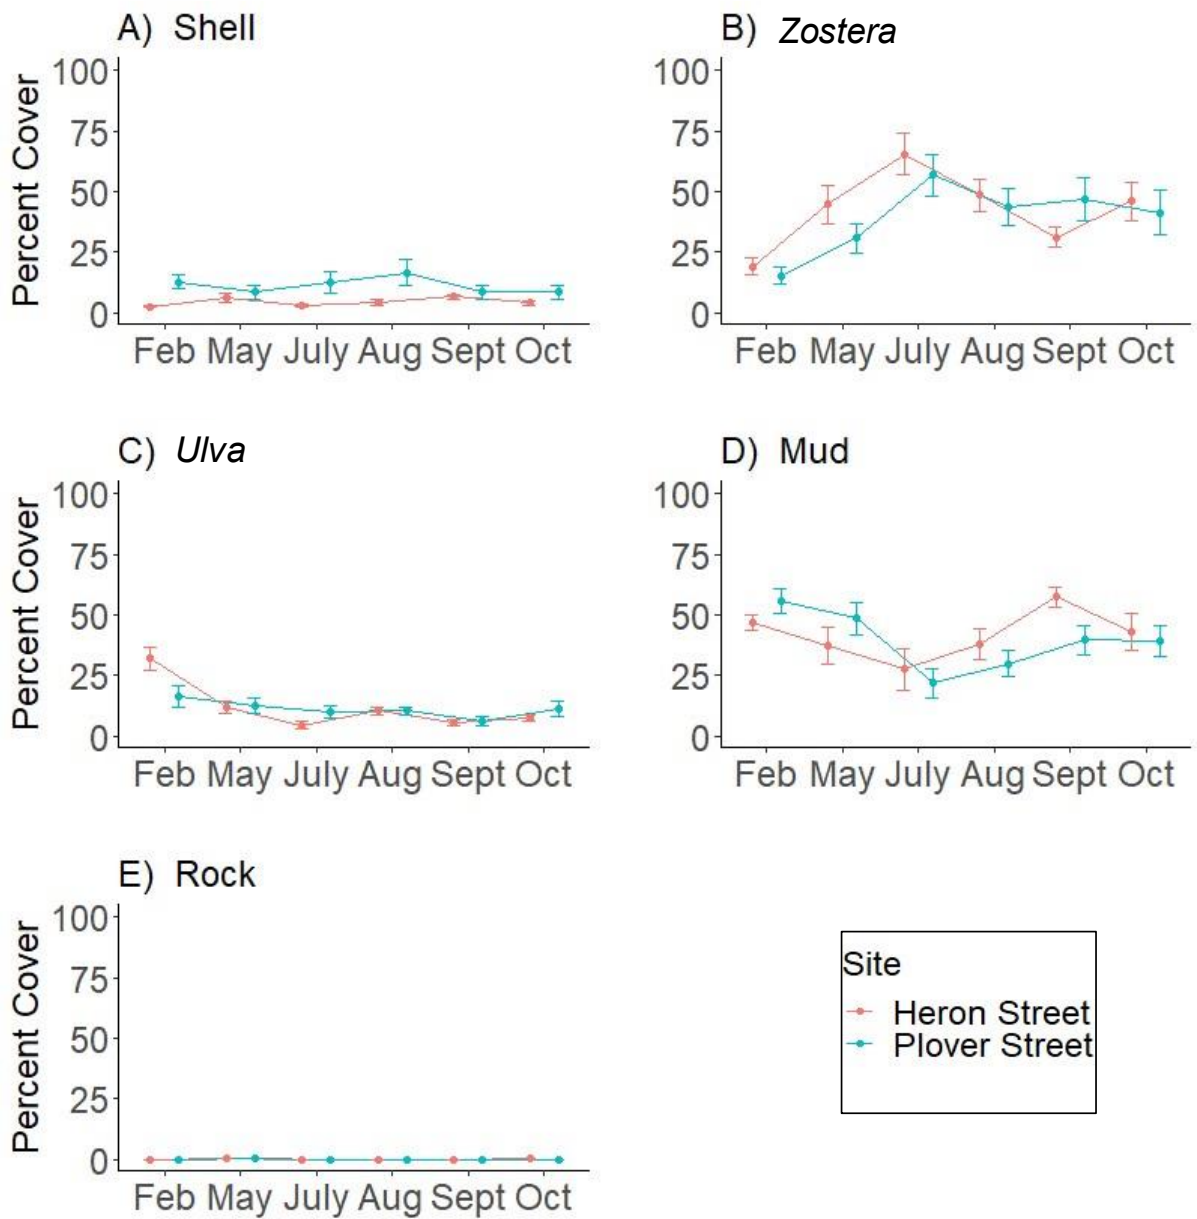 A) Shell
Percent Cover
100
75
50
25
0
Feb May July Aug Sept Oct
B) Zostera
100
75
50
25
0
Feb May July Aug Sept Oct
C) Ulva
Percent Cover
100
75
50
25
0
Feb May July Aug Sept Oct
D) Mud
100
75
50
25
0
Feb May July Aug Sept Oct
E) Rock
Percent Cover
100
75
50
25
0
Feb May July Aug Sept Oct
Site
Heron Street
Plover Street